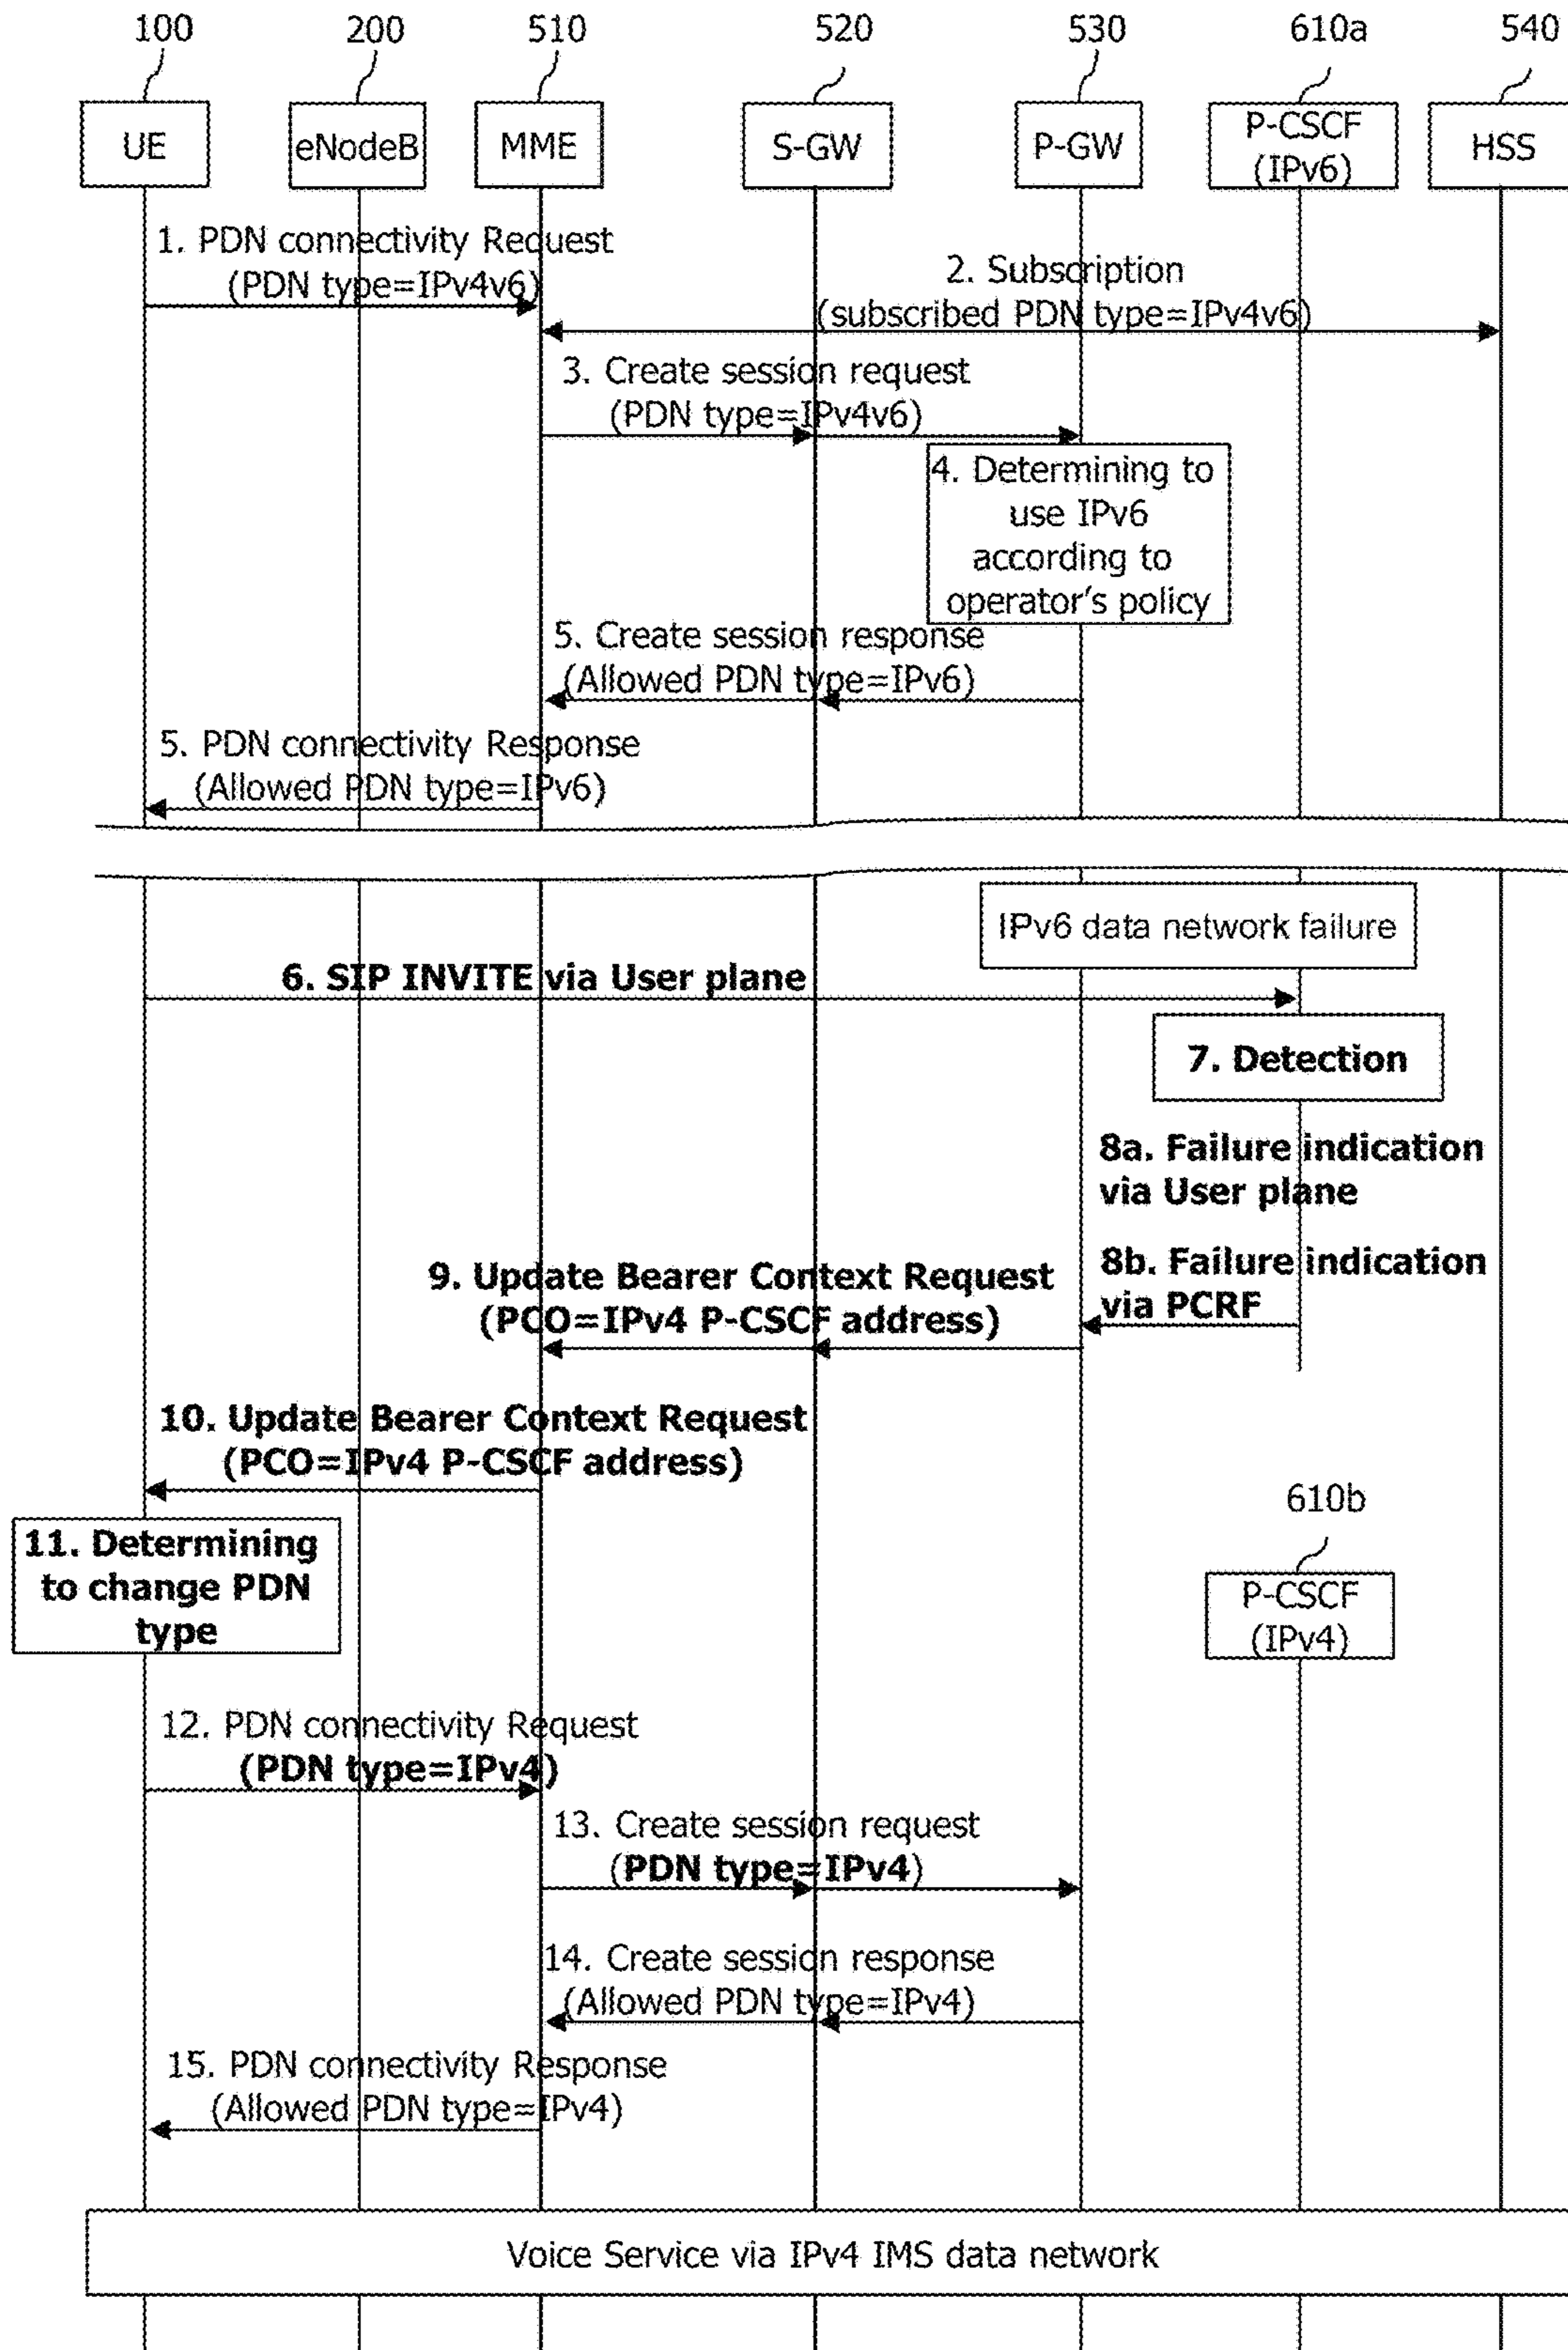 100
200
510
520
530
610a
540
UE
eNodeB
MME
S-GW
P-GW
P-CSCF
(IPv6)
HSS
1. PDN connectivity Request
(PDN type=IPv4v6)
2. Subscription
(subscribed PDN type=IPv4v6)
3. Create session request
(PDN type=IPv4v6)
4. Determining to
use IPv6
according to
operator's policy
5. Create session response
(Allowed PDN type=IPv6)
5. PDN connectivity Response
(Allowed PDN type=IPv6)
IPv6 data network failure
6. SIP INVITE via User plane
7. Detection
8a. Failure indication
via User plane
8b. Failure indication
via PCRF
9. Update Bearer Context Request
(PCO=IPv4 P-CSCF address)
10. Update Bearer Context Request
(PCO=IPv4 P-CSCF address)
610b
11. Determining
to change PDN
type
P-CSCF
(IPv4)
12. PDN connectivity Request
(PDN type=IPv4)
13. Create session request
(PDN type=IPv4)
14. Create session response
(Allowed PDN type=IPv4)
15. PDN connectivity Response
(Allowed PDN type=IPv4)
Voice Service via IPv4 IMS data network